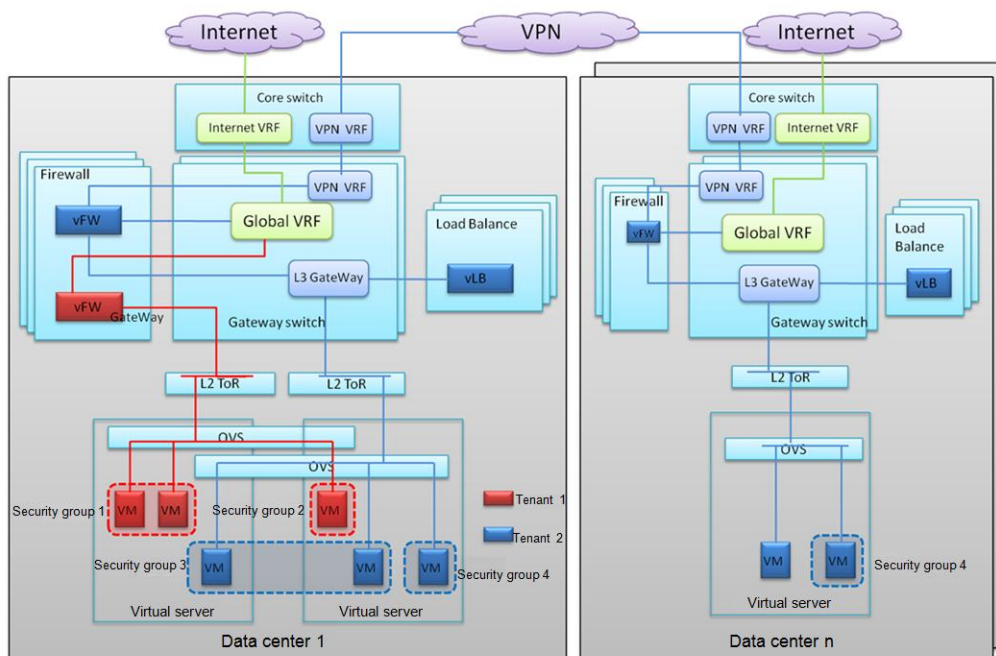 Internet
VPN
Internet
Core switch
Internet VRF
VPN VRF
Firewall
VPN VRF
vFW
Global VRF
Load Balance
L3 GateWay
vLB
vFW
GateWay
Gateway switch
L2 ToR
L2 ToR
OVS
OVS
Security group 1
VM
VM
Security group 2
VM
Tenant 1
Tenant 2
Security group 3
VM
VM
VM
Security group 4
Virtual server
Virtual server
Data center 1
Core switch
VPN VRF
Internet VRF
Firewall
VPN VRF
vFW
Global VRF
Load
Balance
L3 GateWay
vLB
Gateway switch
L2 ToR
OVS
VM
VM
Security group 4
Virtual server
Data center n